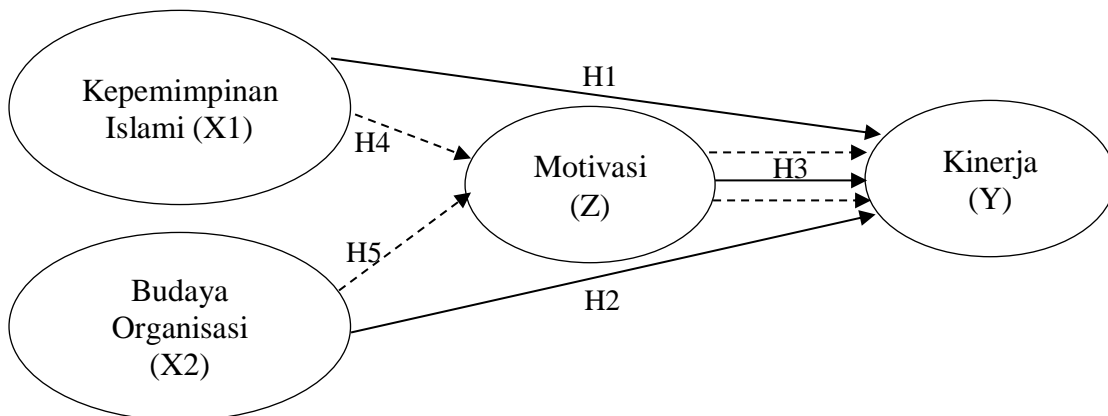 Kepemimpinan
Islami (X1)
H1
H4
Motivasi
(Z)
H3
Kinerja
(Y)
H5
Budaya
Organisasi
(X2)
H2